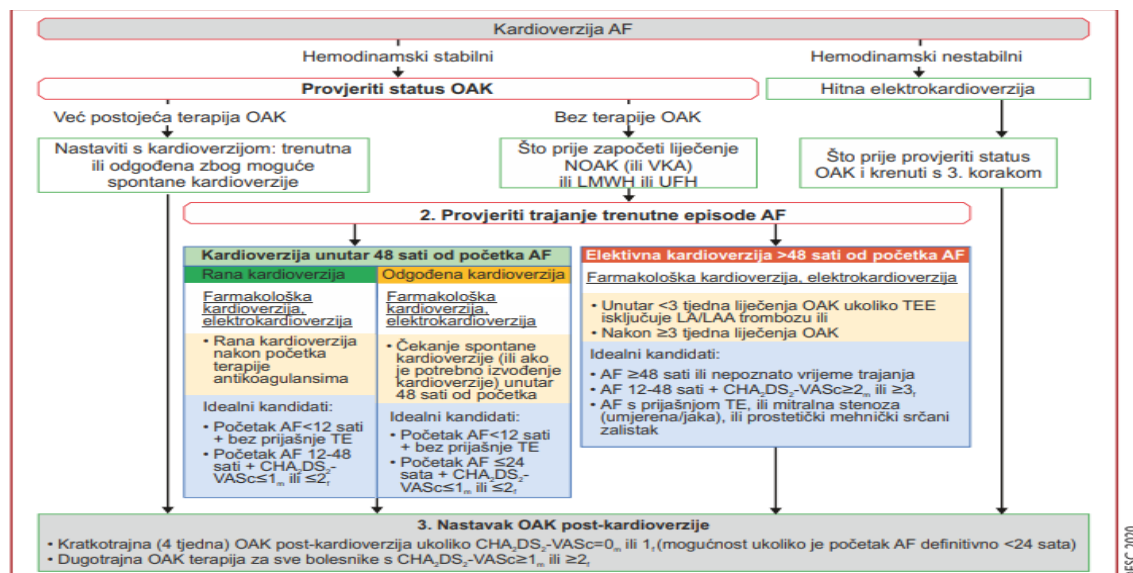 Kardioverzija AF
Hemodinamski stabilni
Hemodinamski nestabilni
Provjeriti status OAK
Hitna elektrokardioverzija
Već postojeća terapija OAK
Bez terapije OAK
Nastaviti s kardioverzijom: trenutna
ili odgođena zbog moguće
spontane kardioverzije
Što prije započeti liječenje
NOAK (ili VKA)
ili LMWH ili UFH
Što prije provjeriti status
OAK i krenuti s 3. korakom
2. Provjeriti trajanje trenutne episode AF
Kardioverzija unutar 48 sati od početka AF
Rana kardioverzija
Farmakološka
kardioverzija,
elektrokardioverzija
• Rana kardioverzija
nakon početka
terapije
antikoagulansima
Idealni kandidati:
• Početak AF<12 sati
+ bez prijašnje TE
• Početak AF 12-48
sati + CHA₂DS₂-
VASc≤1m ili ≤2f
Odgođena kardioverzija
Farmakološka
kardioverzija,
elektrokardioverzija
• Čekanje spontane
kardioverzije (ili ako
je potrebno izvođenje
kardioverzije) unutar
48 sati od početka
Idealni kandidati:
• Početak AF<12 sati
+ bez prijašnje TE
• Početak AF ≤24
sata + CHA₂DS₂-
VASc≤1m ili ≤2f
Elektivna kardioverzija >48 sati od početka AF
Farmakološka kardioverzija, elektrokardioverzija
• Unutar <3 tjedna liječenja OAK ukoliko TEE
isključuje LA/LAA trombozu ili
• Nakon ≥3 tjedna liječenja OAK
Idealni kandidati:
• AF ≥48 sati ili nepoznato vrijeme trajanja
• AF 12-48 sati + CHA₂DS₂-VASc≥2m ili ≥3f
• AF s prijašnjom TE, ili mitralna stenoza
(umjerena/jaka), ili prostetički mehnički srčani
zalistak
3. Nastavak OAK post-kardioverzije
• Kratkotrajna (4 tjedna) OAK post-kardioverzija ukoliko CHA₂DS₂-VASc=0m ili 1f (mogućnost ukoliko je početak AF definitivno <24 sata)
• Dugotrajna OAK terapija za sve bolesnike s CHA₂DS₂-VASc≥1m ili ≥2f
ESC 2020